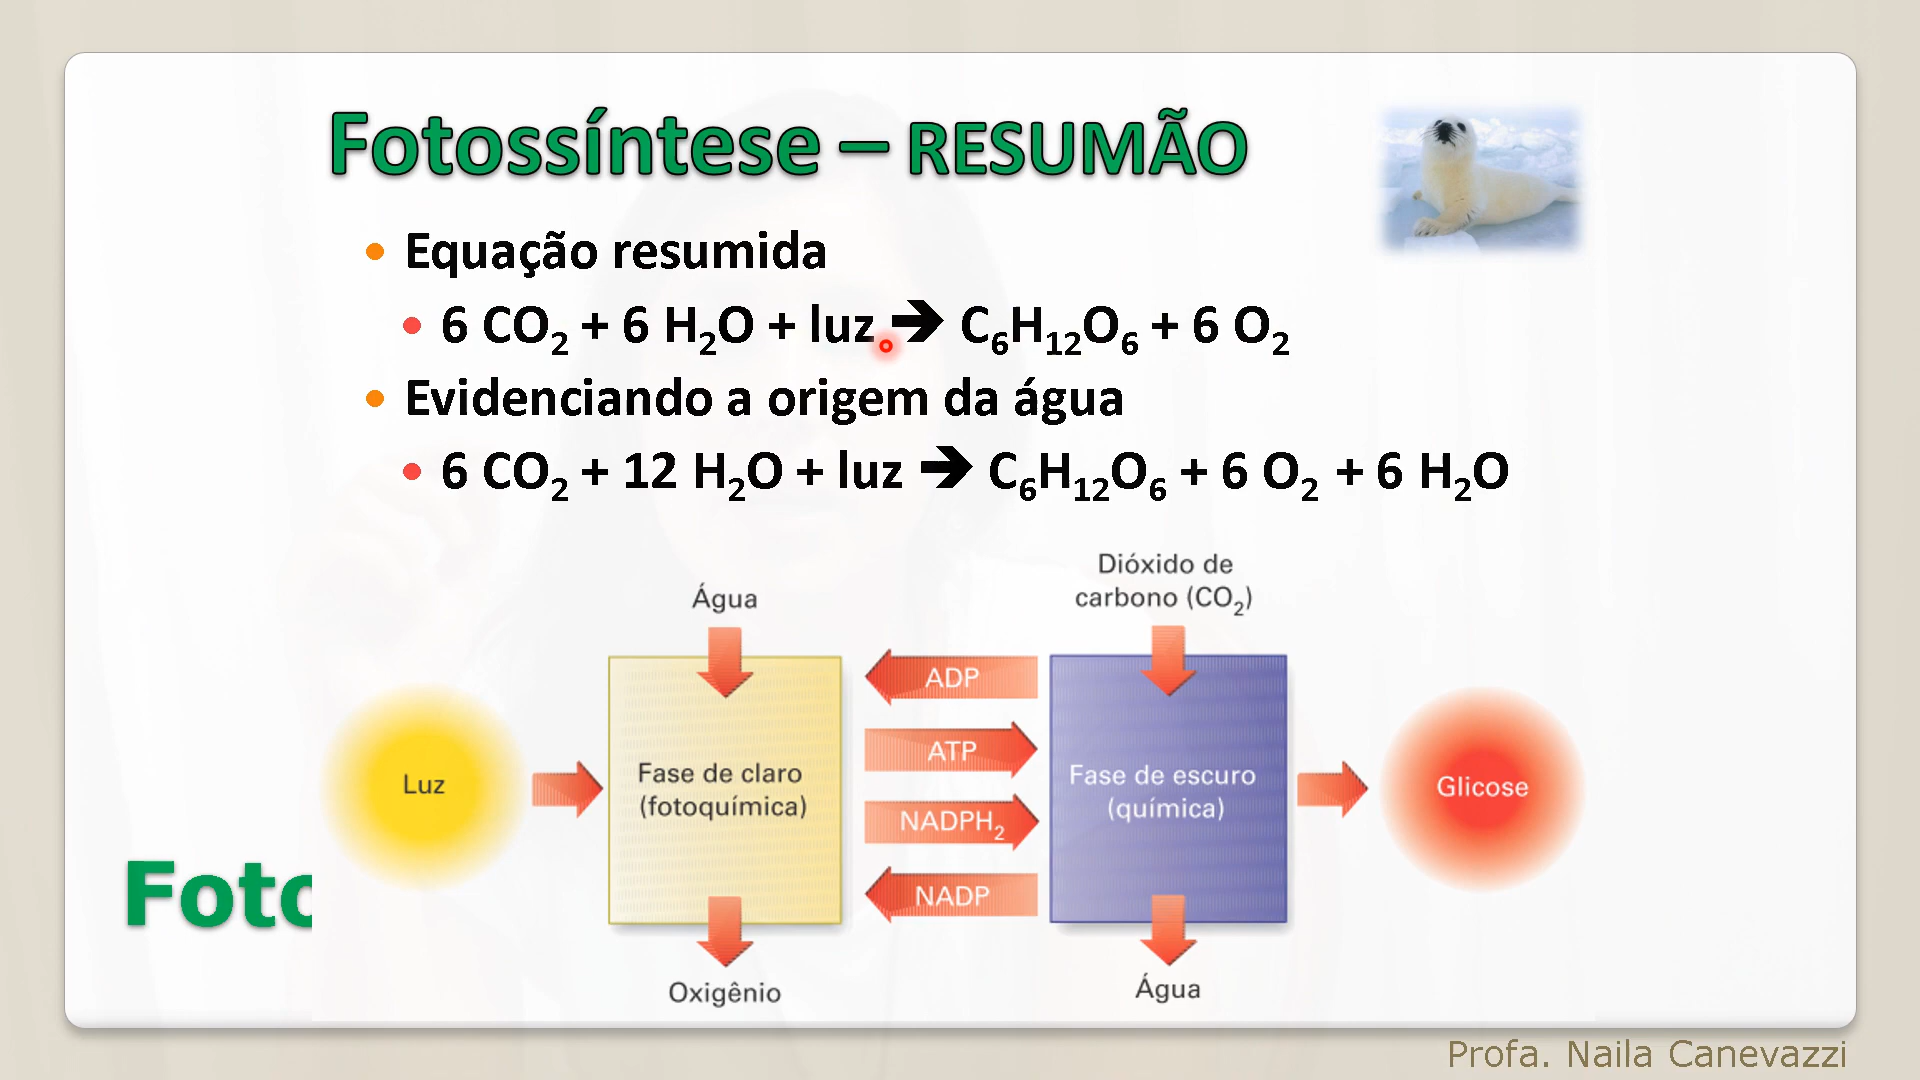 Fotossíntese – RESUMÃO
Equação resumida
6 CO₂ + 6 H₂O + luz 🡺 C₆H₁₂O₆ + 6 O₂
Evidenciando a origem da água
6 CO₂ + 12 H₂O + luz 🡺 C₆H₁₂O₆ + 6 O₂ + 6 H₂O
Água
Dióxido de
carbono (CO₂)
Luz
Fase de claro
(fotoquímica)
ADP
ATP
NADPH₂
NADP
Fase de escuro
(química)
Glicose
Oxigênio
Água
Foto
Profa. Naila Canevazzi